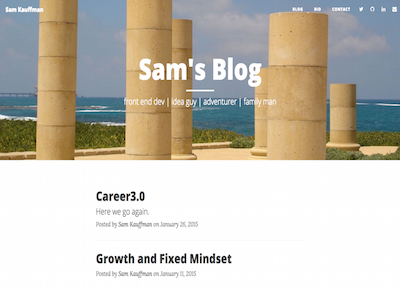 Sam Kauffman
BLOG BIO CONTACT
Sam's Blog
front end dev | idea guy | adventurer | family man
Career3.0
Here we go again.
Posted by Sam Kauffman on January 26, 2015
Growth and Fixed Mindset
Posted by Sam Kauffman on January 11, 2015